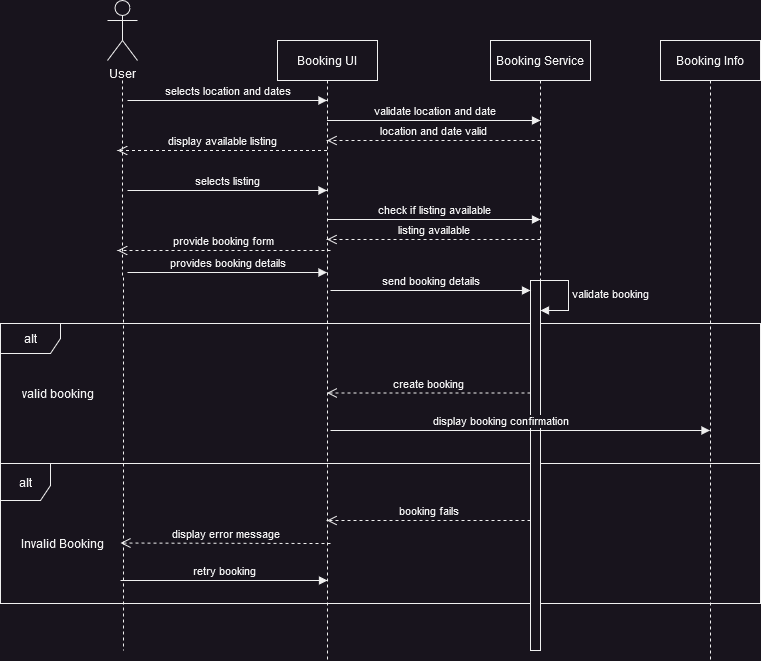 User
Booking UI
Booking Service
Booking Info
selects location and dates
validate location and date
location and date valid
display available listing
selects listing
check if listing available
listing available
provide booking form
provides booking details
send booking details
validate booking
alt
valid booking
create booking
display booking confirmation
alt
booking fails
display error message
Invalid Booking
retry booking